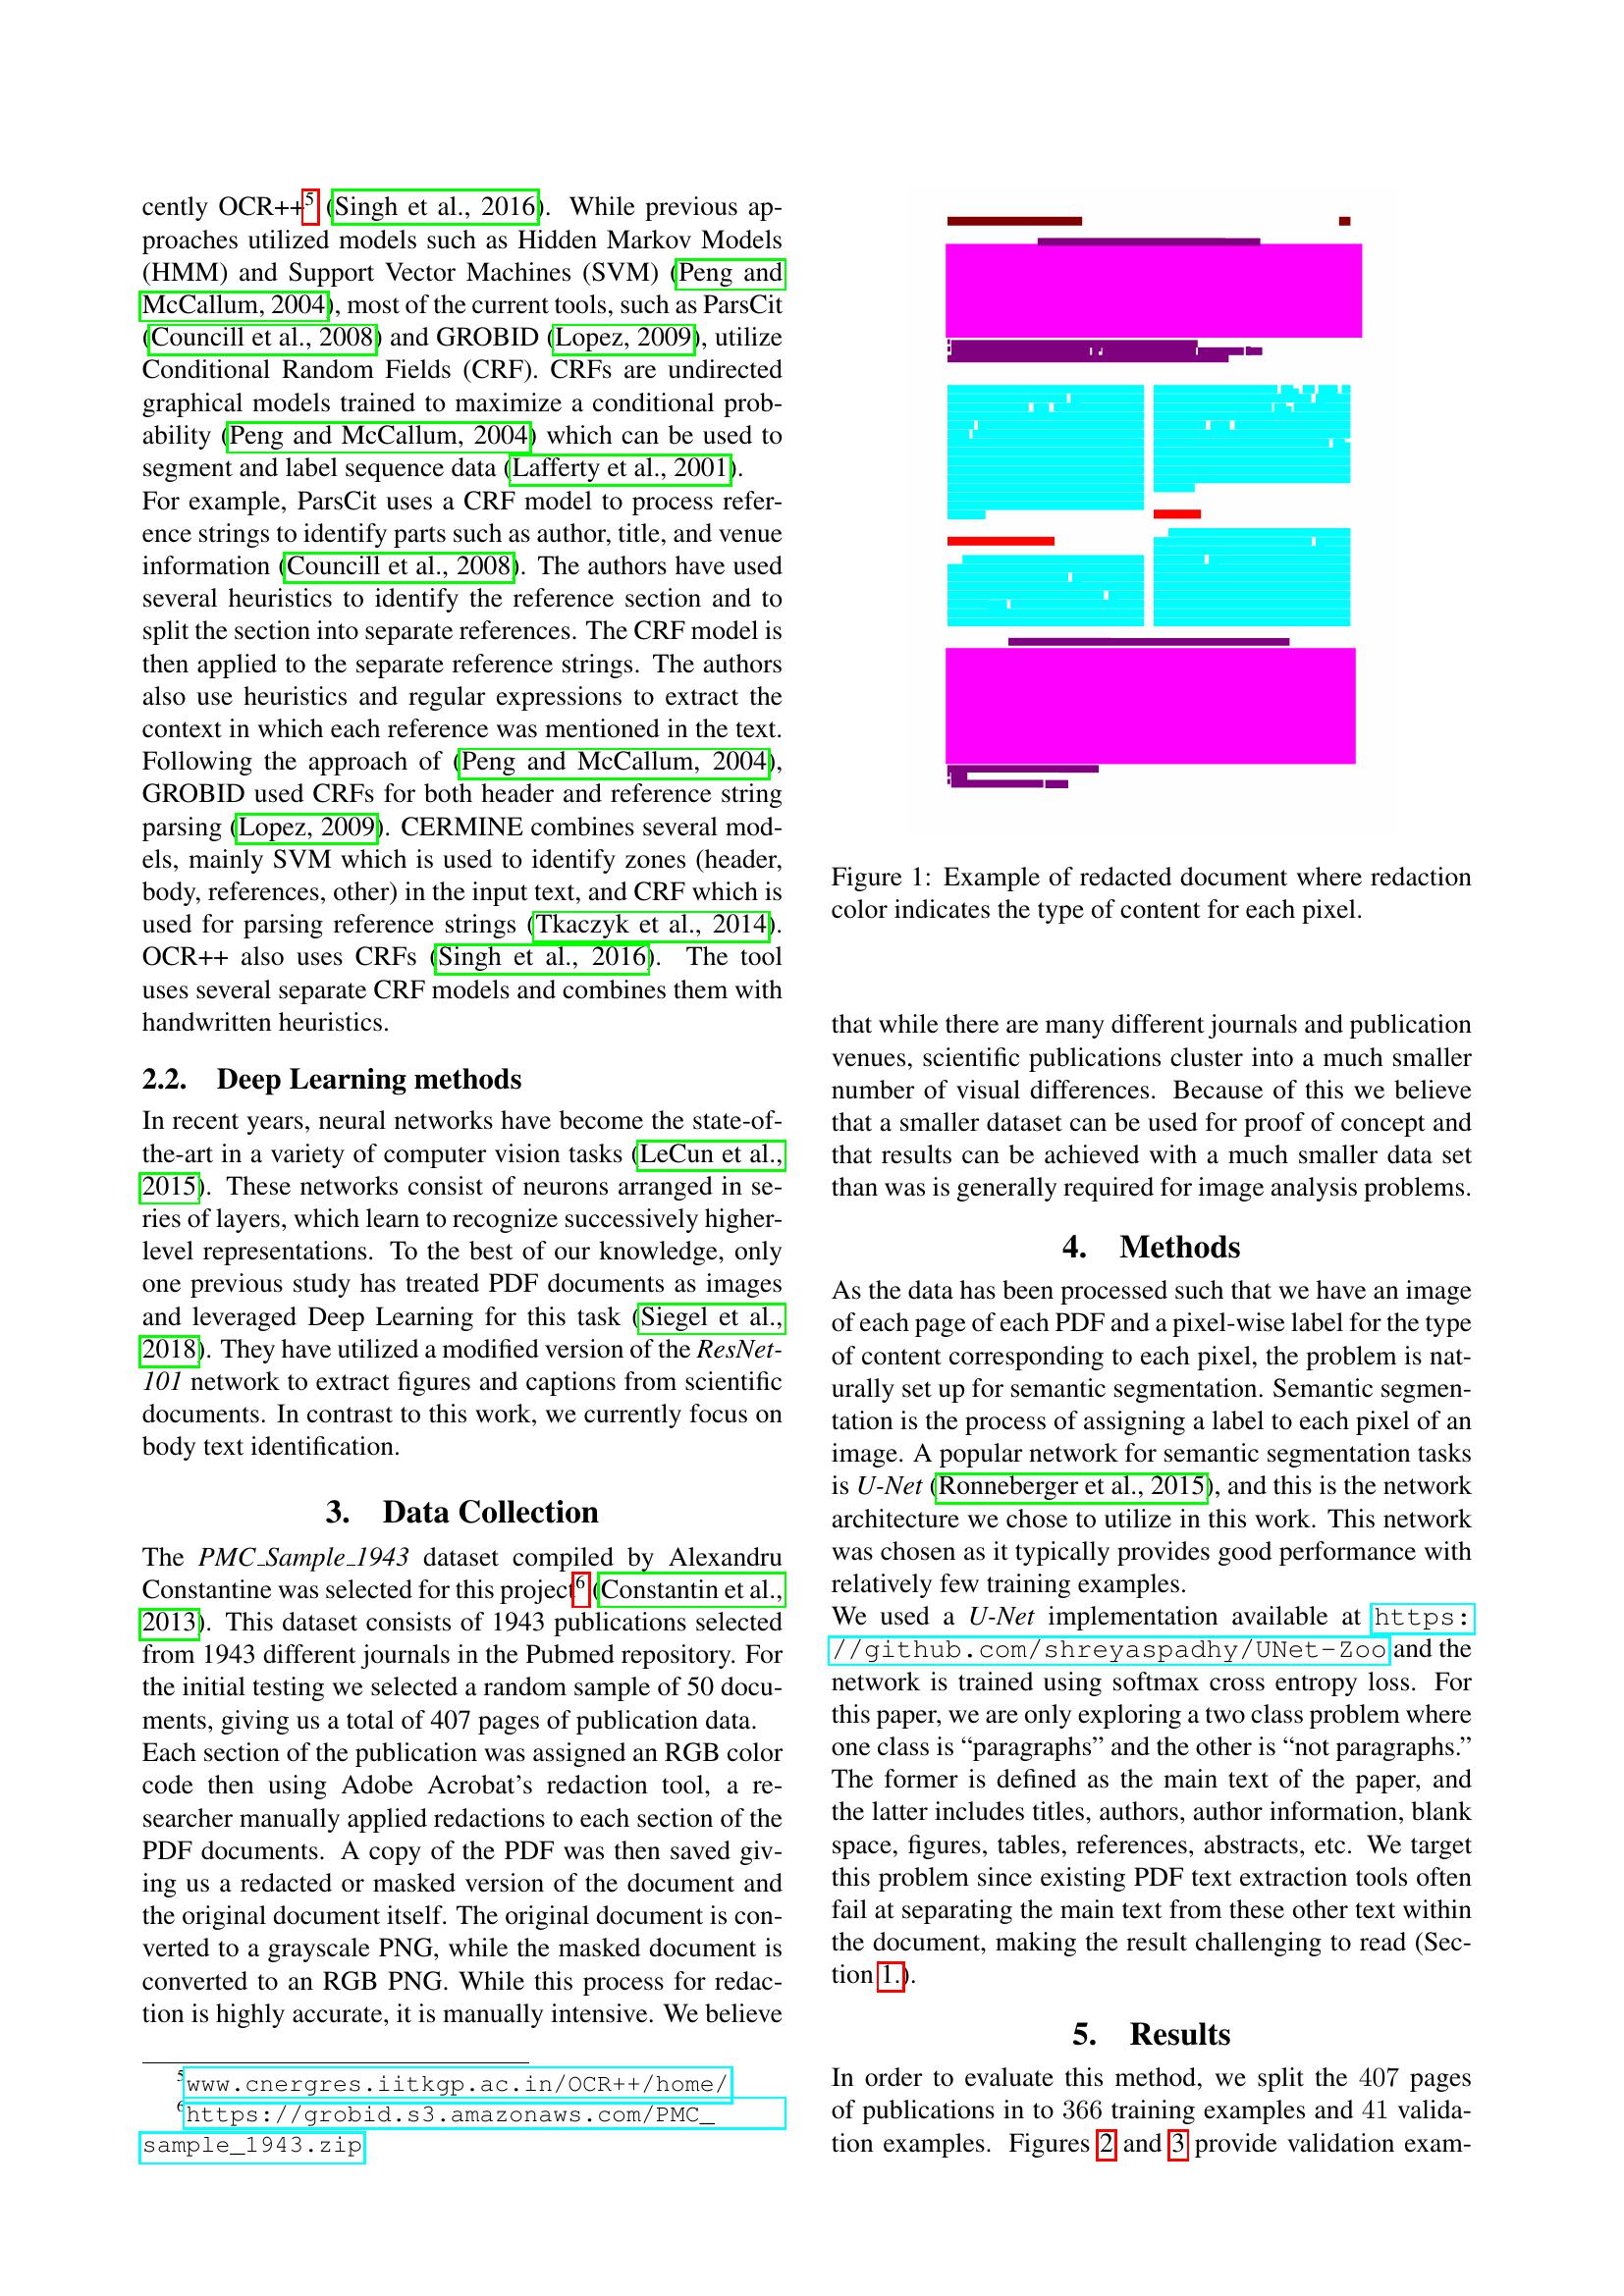 cently OCR++5 (Singh et al., 2016). While previous ap-
proaches utilized models such as Hidden Markov Models
(HMM) and Support Vector Machines (SVM) (Peng and
McCallum, 2004), most of the current tools, such as ParsCit
(Councill et al., 2008) and GROBID (Lopez, 2009), utilize
Conditional Random Fields (CRF). CRFs are undirected
graphical models trained to maximize a conditional prob-
ability (Peng and McCallum, 2004) which can be used to
segment and label sequence data (Lafferty et al., 2001).
For example, ParsCit uses a CRF model to process refer-
ence strings to identify parts such as author, title, and venue
information (Councill et al., 2008). The authors have used
several heuristics to identify the reference section and to
split the section into separate references. The CRF model is
then applied to the separate reference strings. The authors
also use heuristics and regular expressions to extract the
context in which each reference was mentioned in the text.
Following the approach of (Peng and McCallum, 2004),
GROBID used CRFs for both header and reference string
parsing (Lopez, 2009). CERMINE combines several mod-
els, mainly SVM which is used to identify zones (header,
body, references, other) in the input text, and CRF which is
used for parsing reference strings (Tkaczyk et al., 2014).
OCR++ also uses CRFs (Singh et al., 2016). The tool
uses several separate CRF models and combines them with
handwritten heuristics.
2.2. Deep Learning methods
In recent years, neural networks have become the state-of-
the-art in a variety of computer vision tasks (LeCun et al.,
2015). These networks consist of neurons arranged in se-
ries of layers, which learn to recognize successively higher-
level representations. To the best of our knowledge, only
one previous study has treated PDF documents as images
and leveraged Deep Learning for this task (Siegel et al.,
2018). They have utilized a modified version of the ResNet-
101 network to extract figures and captions from scientific
documents. In contrast to this work, we currently focus on
body text identification.
3. Data Collection
The PMC_Sample_1943 dataset compiled by Alexandru
Constantine was selected for this project6 (Constantin et al.,
2013). This dataset consists of 1943 publications selected
from 1943 different journals in the Pubmed repository. For
the initial testing we selected a random sample of 50 docu-
ments, giving us a total of 407 pages of publication data.
Each section of the publication was assigned an RGB color
code then using Adobe Acrobat's redaction tool, a re-
searcher manually applied redactions to each section of the
PDF documents. A copy of the PDF was then saved giv-
ing us a redacted or masked version of the document and
the original document itself. The original document is con-
verted to a grayscale PNG, while the masked document is
converted to an RGB PNG. While this process for redac-
tion is highly accurate, it is manually intensive. We believe
5www.cnergres.iitkgp.ac.in/OCR++/home/
6https://grobid.s3.amazonaws.com/PMC_
sample_1943.zip
Figure 1: Example of redacted document where redaction
color indicates the type of content for each pixel.
that while there are many different journals and publication
venues, scientific publications cluster into a much smaller
number of visual differences. Because of this we believe
that a smaller dataset can be used for proof of concept and
that results can be achieved with a much smaller data set
than was is generally required for image analysis problems.
4. Methods
As the data has been processed such that we have an image
of each page of each PDF and a pixel-wise label for the type
of content corresponding to each pixel, the problem is nat-
urally set up for semantic segmentation. Semantic segmen-
tation is the process of assigning a label to each pixel of an
image. A popular network for semantic segmentation tasks
is U-Net (Ronneberger et al., 2015), and this is the network
architecture we chose to utilize in this work. This network
was chosen as it typically provides good performance with
relatively few training examples.
We used a U-Net implementation available at https:
//github.com/shreyaspadhy/UNet-Zoo and the
network is trained using softmax cross entropy loss. For
this paper, we are only exploring a two class problem where
one class is “paragraphs” and the other is “not paragraphs.”
The former is defined as the main text of the paper, and
the latter includes titles, authors, author information, blank
space, figures, tables, references, abstracts, etc. We target
this problem since existing PDF text extraction tools often
fail at separating the main text from these other text within
the document, making the result challenging to read (Sec-
tion 1.).
5. Results
In order to evaluate this method, we split the 407 pages
of publications in to 366 training examples and 41 valida-
tion examples. Figures 2 and 3 provide validation exam-